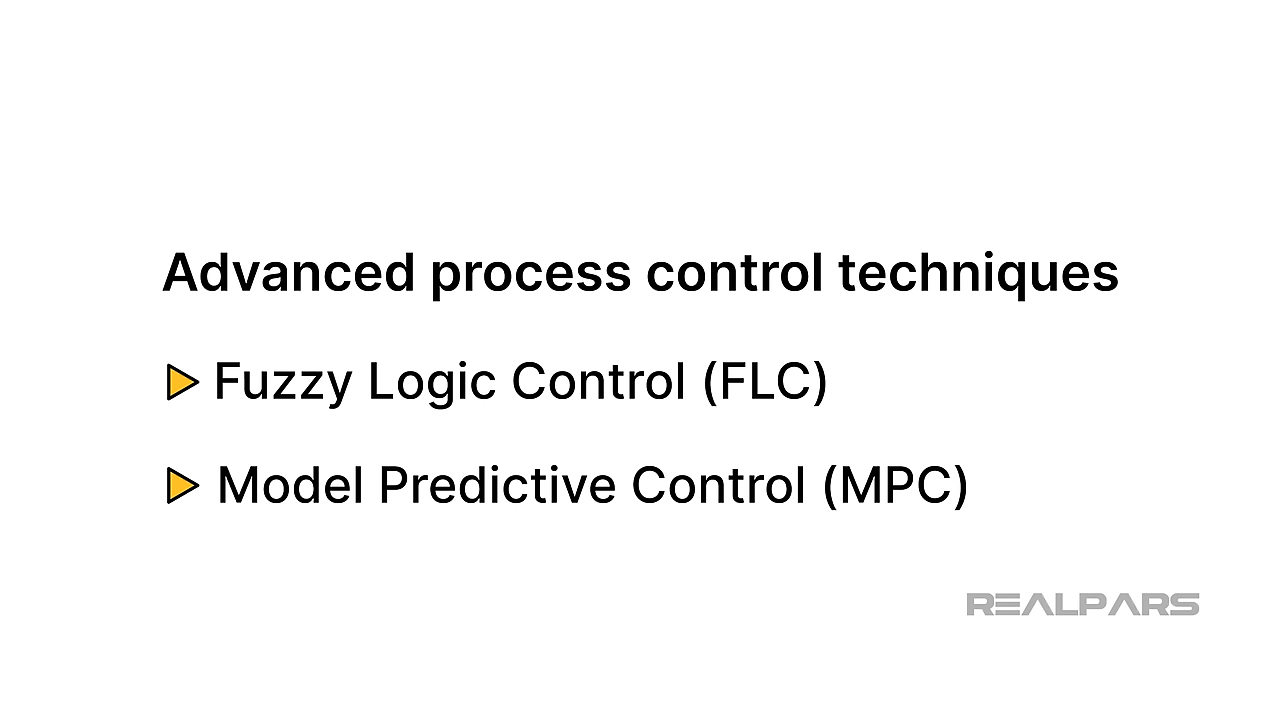 Advanced process control techniques
Fuzzy Logic Control (FLC)
Model Predictive Control (MPC)
REALPARS